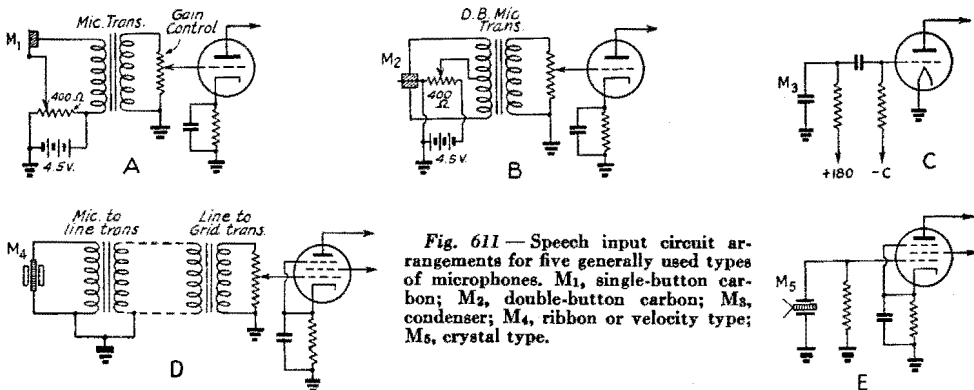 Mic. Trans.
Gain
Control
M1
400 Ω
4.5 V.
A
D.B. Mic
Trans.
M2
400
Ω
4.5 V.
B
M3
+180
-C
C
Mic. to
line trans
Line to
Grid trans.
M4
D
Fig. 611 — Speech input circuit ar-
rangements for five generally used types
of microphones. M1, single-button car-
bon; M2, double-button carbon; M3,
condenser; M4, ribbon or velocity type;
M5, crystal type.
M5
E